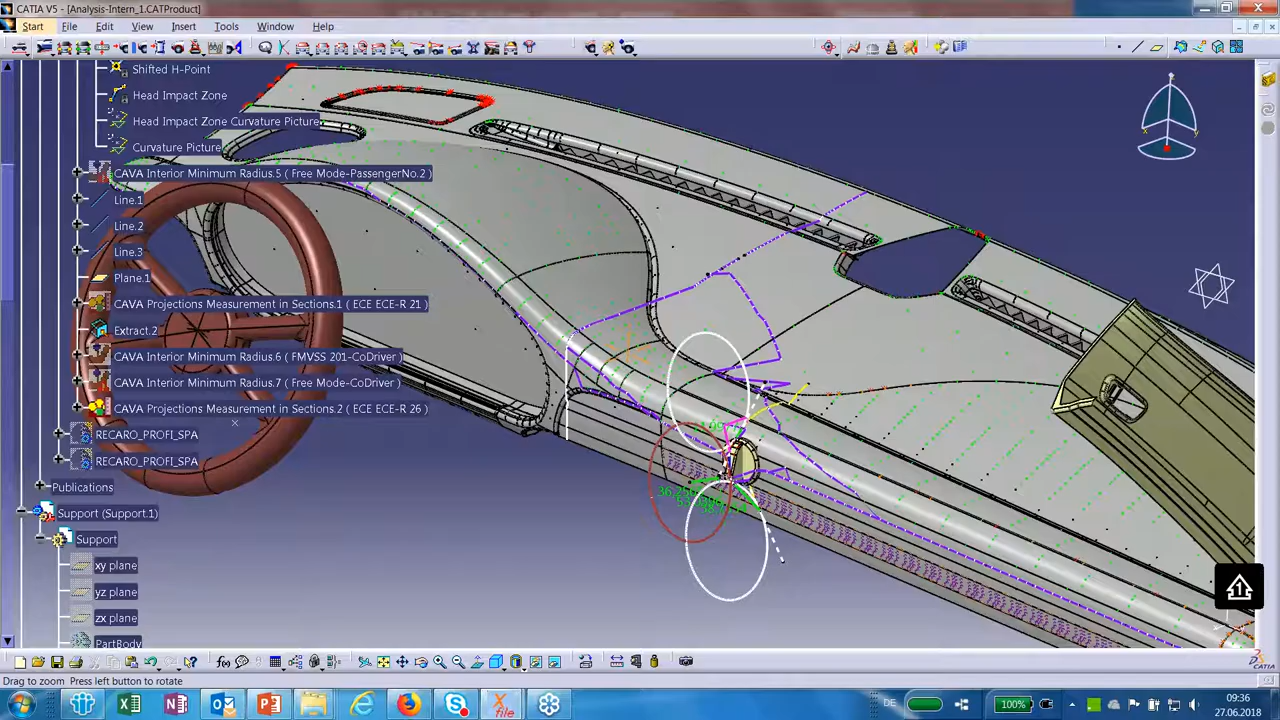 CATIA V5 - [Analysis-Intern_1.CATProduct]
Start File Edit View Insert Tools Window Help
Shifted H-Point
Head Impact Zone
Head Impact Zone Curvature Picture
Curvature Picture
CAVA Interior Minimum Radius.5 ( Free Mode-PassengerNo.2 )
Line.1
Line.2
Line.3
Plane.1
CAVA Projections Measurement in Sections.1 ( ECE ECE-R 21 )
Extract.2
CAVA Interior Minimum Radius.6 ( FMVSS 201-CoDriver )
CAVA Interior Minimum Radius.7 ( Free Mode-CoDriver )
CAVA Projections Measurement in Sections.2 ( ECE ECE-R 26 )
RECARO_PROFI_SPA
RECARO_PROFI_SPA
Publications
Support (Support.1)
Support
xy plane
yz plane
zx plane
PartBody
1
CATIA
Drag to zoom Press left button to rotate
file
DE
100%
09:36
27.06.2018